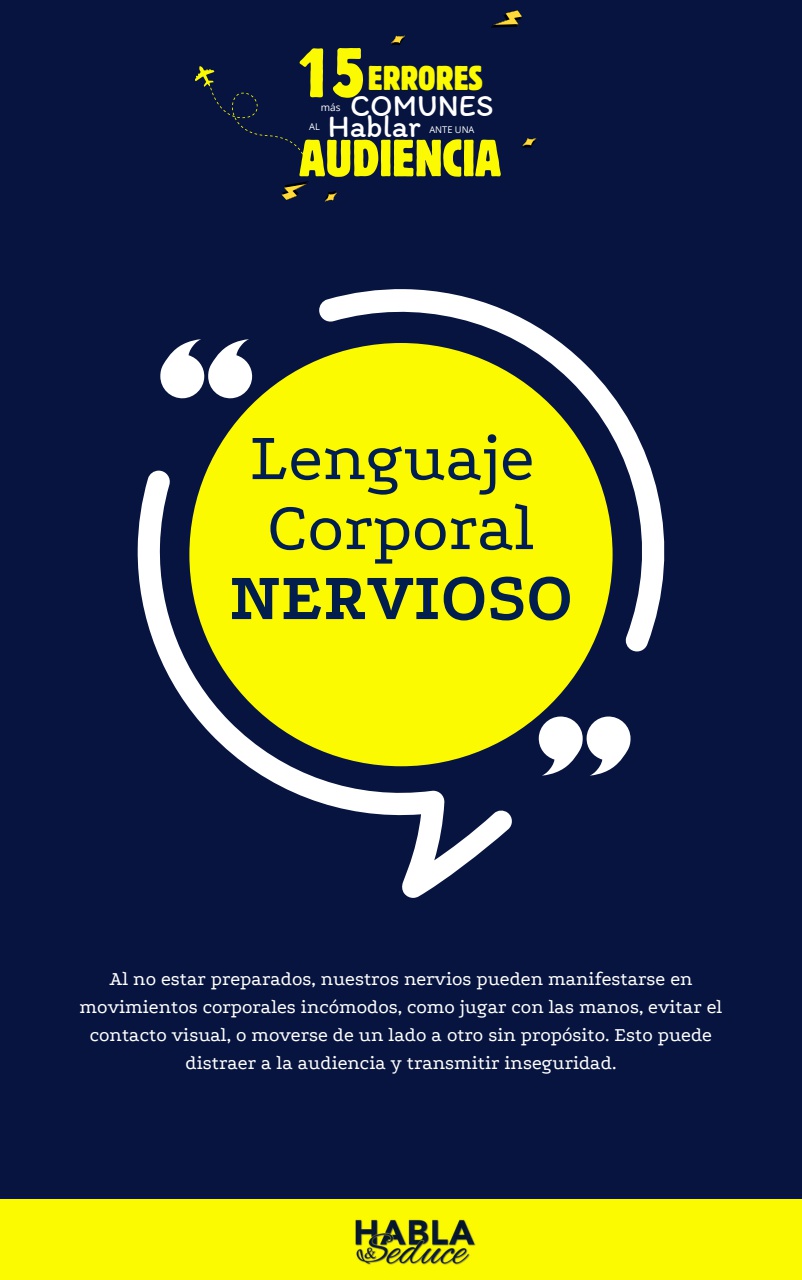 15 ERRORES
más COMUNES
AL Hablar ANTE UNA
AUDIENCIA
Lenguaje
Corporal
NERVIOSO
Al no estar preparados, nuestros nervios pueden manifestarse en
movimientos corporales incómodos, como jugar con las manos, evitar el
contacto visual, o moverse de un lado a otro sin propósito. Esto puede
distraer a la audiencia y transmitir inseguridad.
HABLA
&Seduce